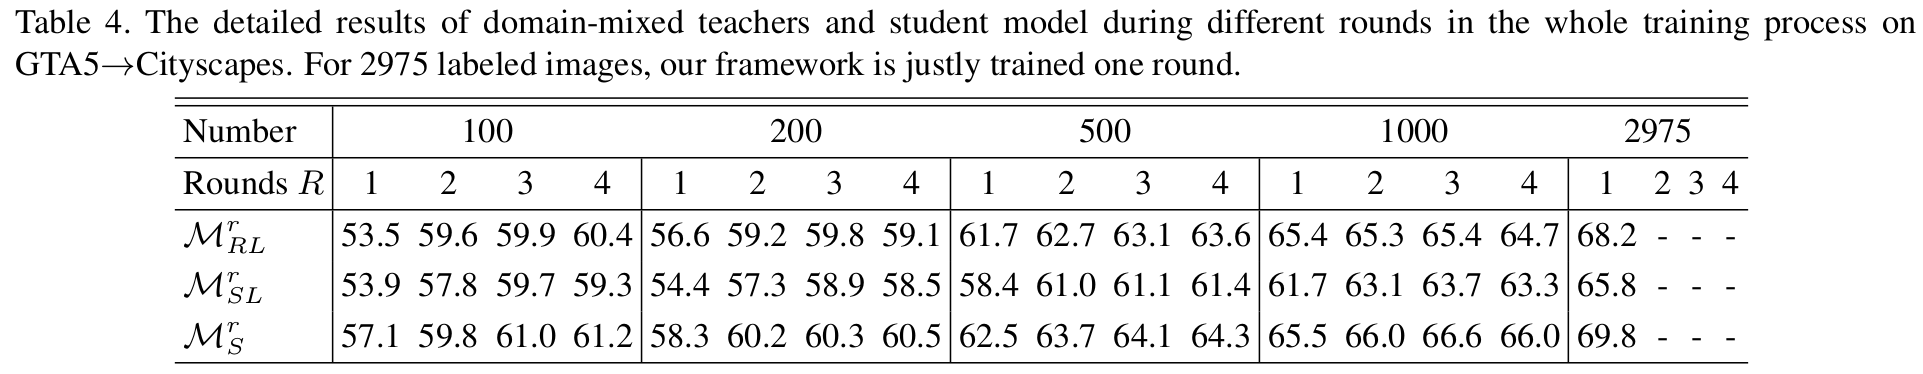 Table 4. The detailed results of domain-mixed teachers and student model during different rounds in the whole training process on
GTA5→Cityscapes. For 2975 labeled images, our framework is justly trained one round.
Number 100 200 500 1000 2975
Rounds R 1 2 3 4 1 2 3 4 1 2 3 4 1 2 3 4 1 2 3 4
ℳ^r_RL 53.5 59.6 59.9 60.4 56.6 59.2 59.8 59.1 61.7 62.7 63.1 63.6 65.4 65.3 65.4 64.7 68.2 - - -
ℳ^r_SL 53.9 57.8 59.7 59.3 54.4 57.3 58.9 58.5 58.4 61.0 61.1 61.4 61.7 63.1 63.7 63.3 65.8 - - -
ℳ^r_S 57.1 59.8 61.0 61.2 58.3 60.2 60.3 60.5 62.5 63.7 64.1 64.3 65.5 66.0 66.6 66.0 69.8 - - -